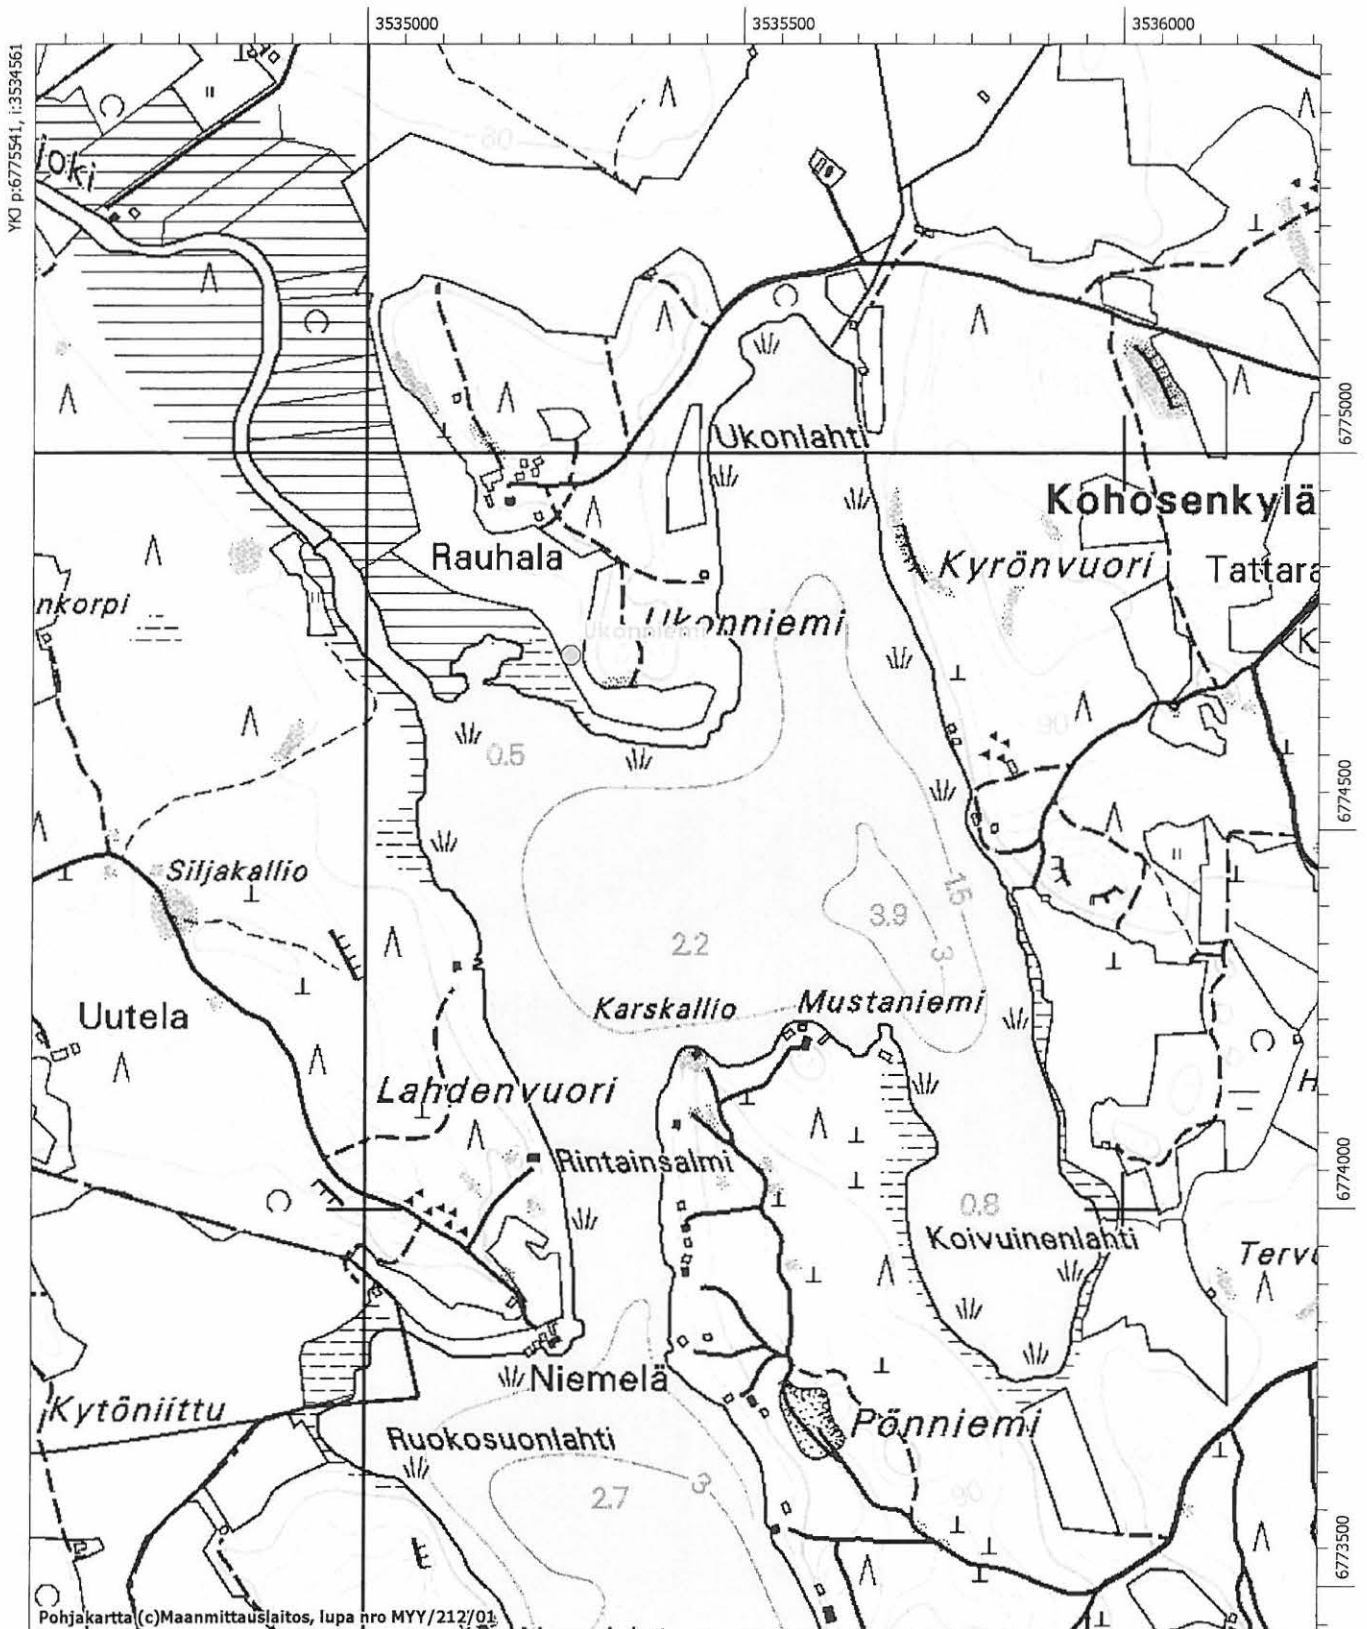 3535000
3535500
3536000
YKJ p:6775541, i:3534561
joki
60
6775000
Ukonlahti
Kohosenkylä
Rauhala
Kyrönvuori
Tattara
nkorpi
Ukonniemi
Ukonniemi
K
0.5
90
6774500
Siljakallio
1.5
3.9
2.2
3
Karskallio
Mustaniemi
Uutela
Lahdenvuori
H
Rintainsalmi
6774000
0.8
Koivuinenlahti
Terv
Niemelä
Kytöniittu
Pönniemi
Ruokosuonlahti
2.7
3
90
6773500
Pohjakartta (c)Maanmittauslaitos, lupa nro MYY/212/01